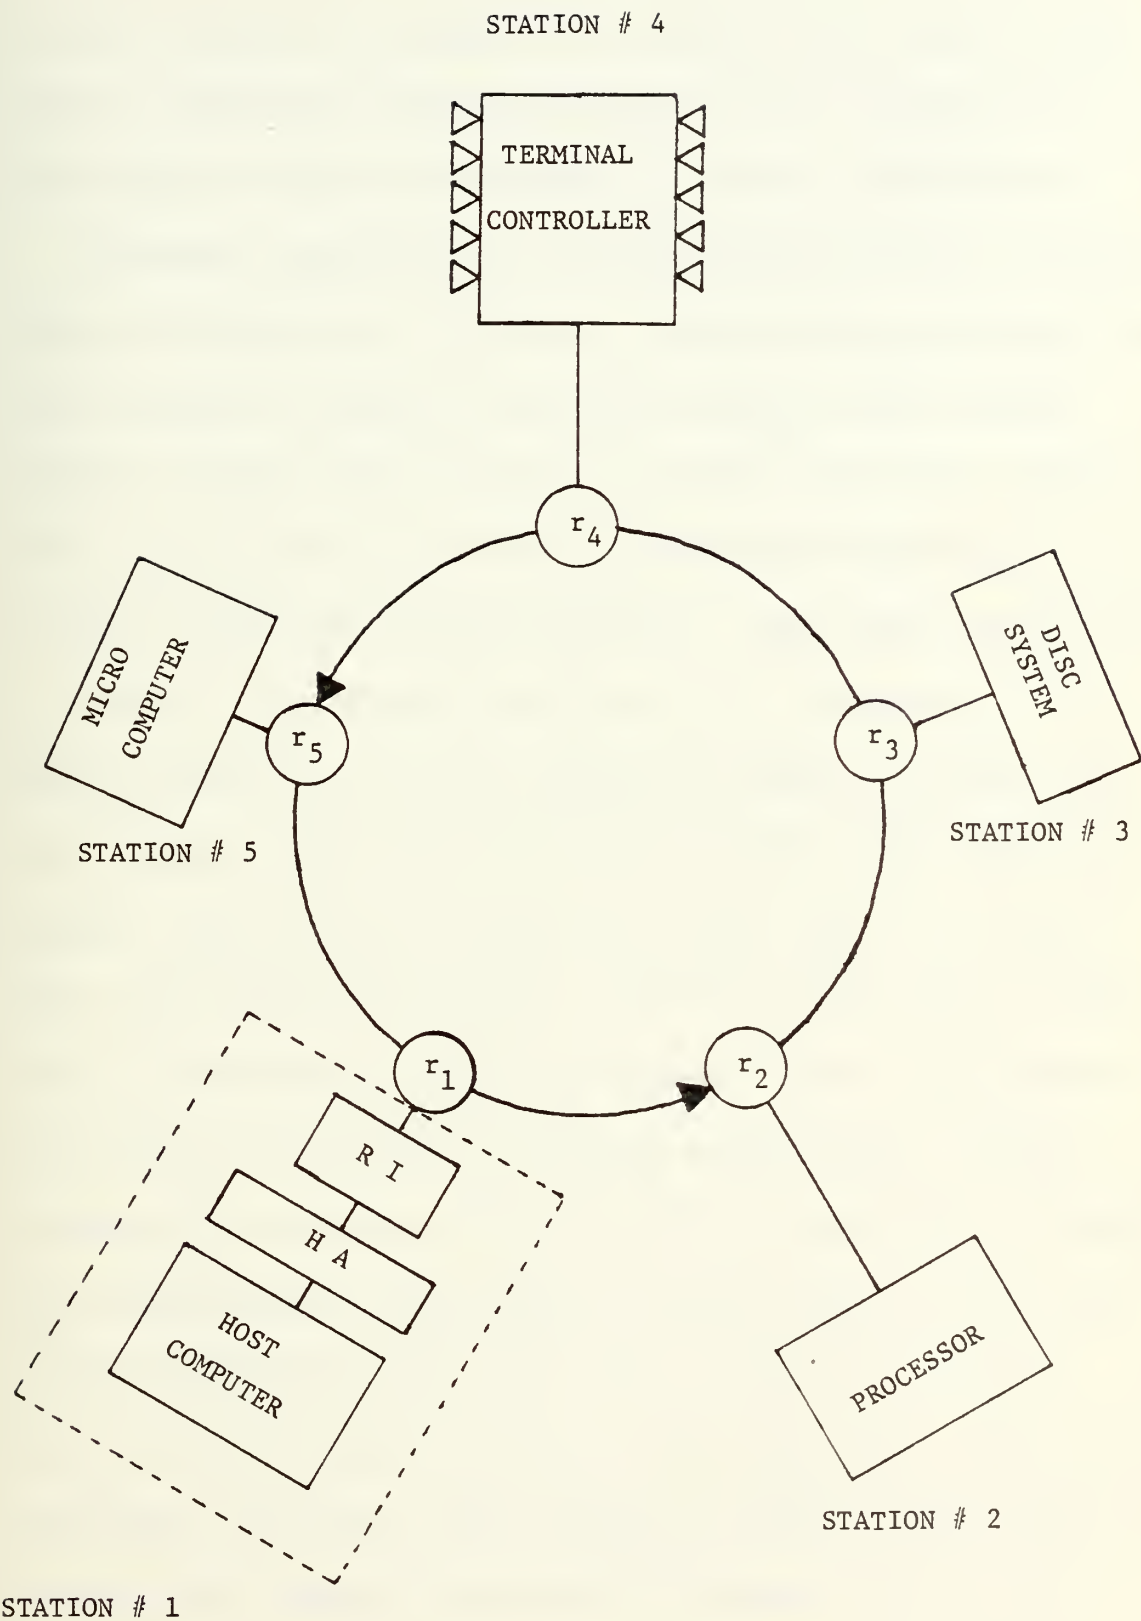 STATION # 4
TERMINAL
CONTROLLER
r4
MICRO
COMPUTER
DISC
SYSTEM
r5
r3
STATION # 3
STATION # 5
r1
r2
R I
H A
HOST
COMPUTER
PROCESSOR
STATION # 2
STATION # 1